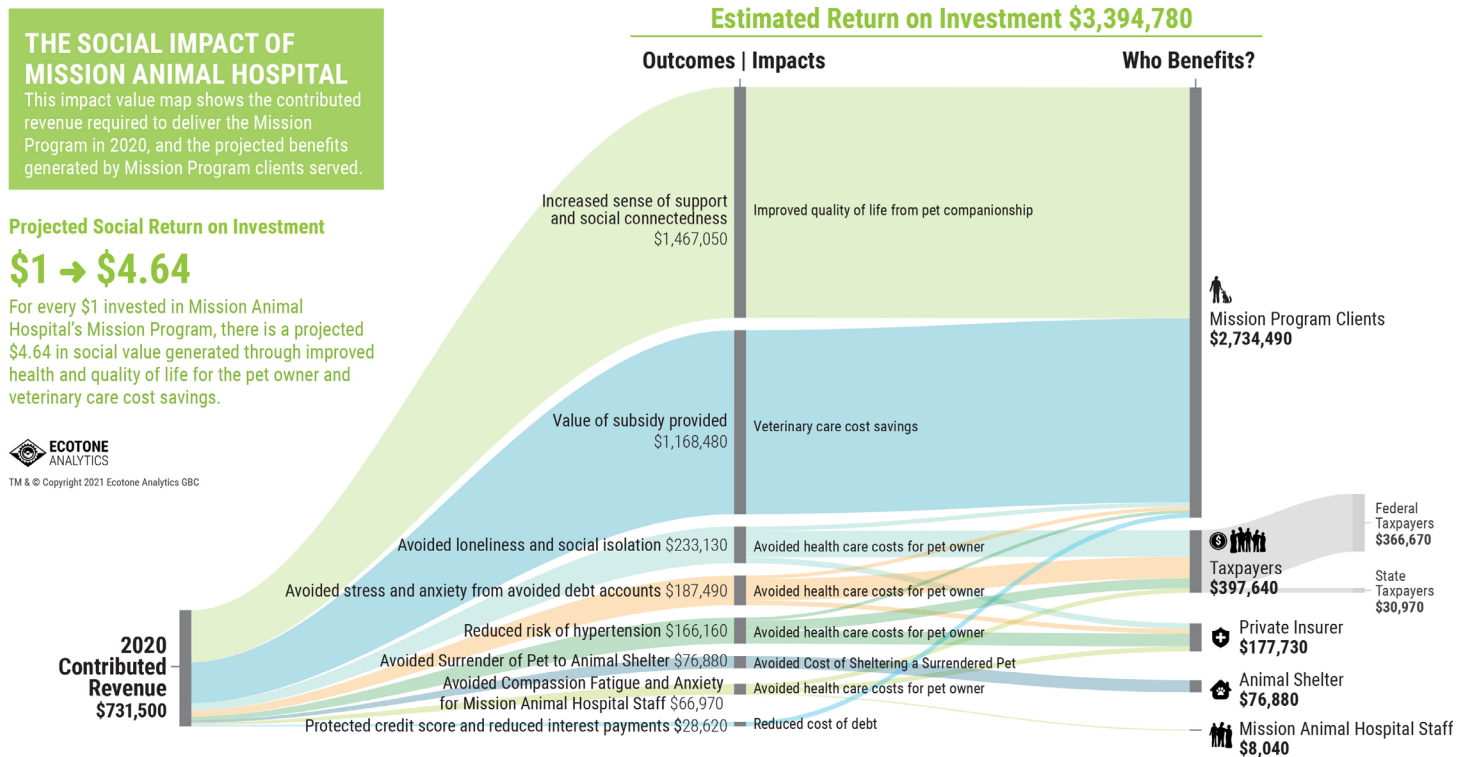 THE SOCIAL IMPACT OF
MISSION ANIMAL HOSPITAL
This impact value map shows the contributed
revenue required to deliver the Mission
Program in 2020, and the projected benefits
generated by Mission Program clients served.
Projected Social Return on Investment
$1 → $4.64
For every $1 invested in Mission Animal
Hospital's Mission Program, there is a projected
$4.64 in social value generated through improved
health and quality of life for the pet owner and
veterinary care cost savings.
ECOTONE
ANALYTICS
TM & © Copyright 2021 Ecotone Analytics GBC
2020
Contributed
Revenue
$731,500
Estimated Return on Investment $3,394,780
Outcomes | Impacts
Who Benefits?
Increased sense of support
and social connectedness
$1,467,050
Improved quality of life from pet companionship
Value of subsidy provided
$1,168,480
Veterinary care cost savings
Avoided loneliness and social isolation $233,130
Avoided health care costs for pet owner
Avoided stress and anxiety from avoided debt accounts $187,490
Avoided health care costs for pet owner
Reduced risk of hypertension $166,160
Avoided health care costs for pet owner
Avoided Surrender of Pet to Animal Shelter $76,880
Avoided Cost of Sheltering a Surrendered Pet
Avoided Compassion Fatigue and Anxiety
for Mission Animal Hospital Staff $66,970
Avoided health care costs for pet owner
Protected credit score and reduced interest payments $28,620
Reduced cost of debt
Mission Program Clients
$2,734,490
$
Taxpayers
$397,640
Federal
Taxpayers
$366,670
State
Taxpayers
$30,970
Private Insurer
$177,730
Animal Shelter
$76,880
Mission Animal Hospital Staff
$8,040